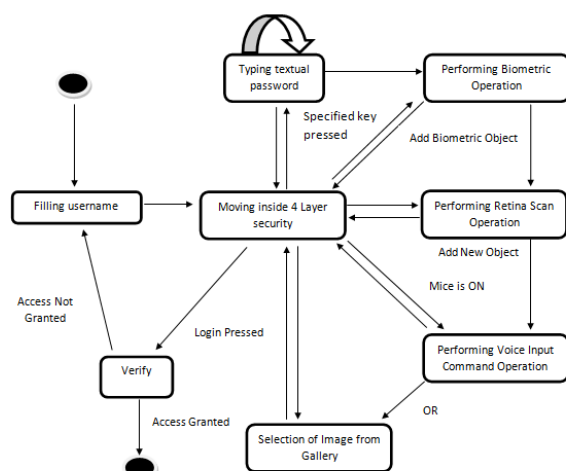 Typing textual
password
Performing Biometric
Operation
Specified key
pressed
Add Biometric Object
Filling username
Moving inside 4 Layer
security
Performing Retina Scan
Operation
Add New Object
Access Not
Granted
Login Pressed
Mice is ON
Verify
Performing Voice Input
Command Operation
OR
Access Granted
Selection of Image from
Gallery